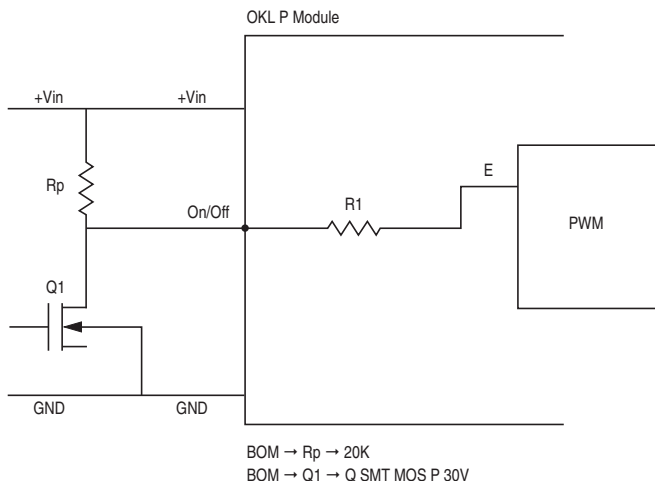 OKL P Module
+Vin +Vin
Rp
On/Off
R1
E
PWM
Q1
GND GND
BOM → Rp → 20K
BOM → Q1 → Q SMT MOS P 30V